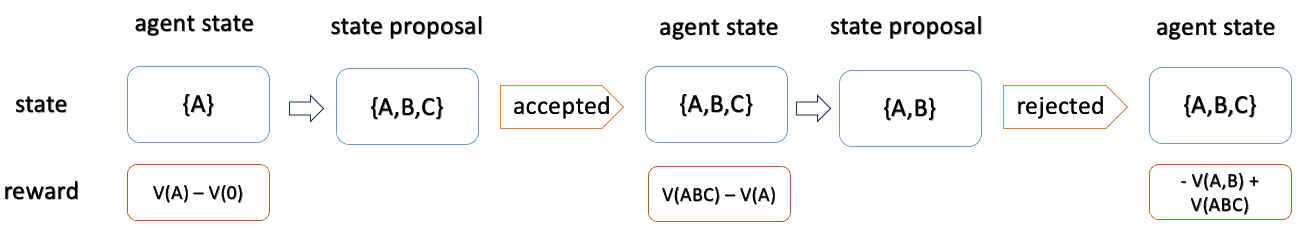 agent state state proposal agent state state proposal agent state
state {A} {A,B,C} accepted {A,B,C} {A,B} rejected {A,B,C}
reward V(A) – V(0) V(ABC) – V(A) - V(A,B) +
V(ABC)